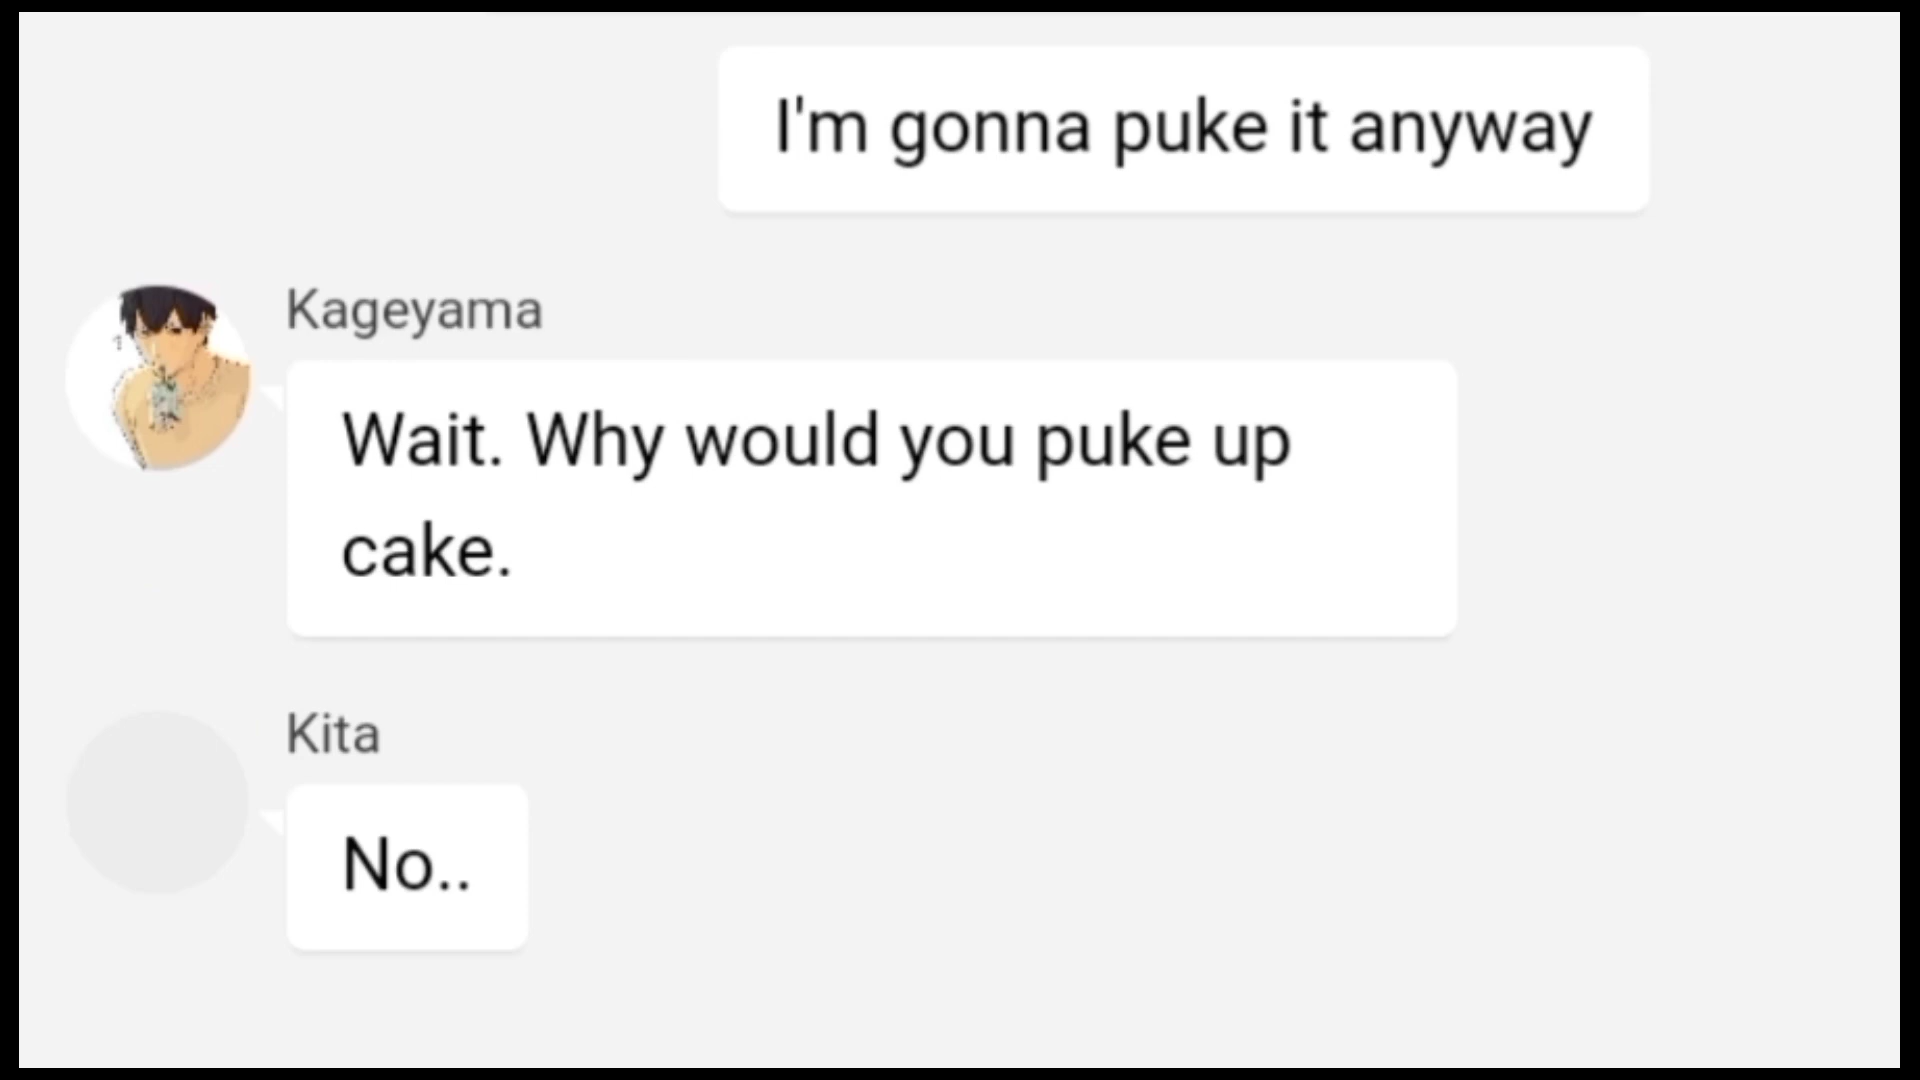 I'm gonna puke it anyway
Kageyama
Wait. Why would you puke up
cake.
Kita
No..